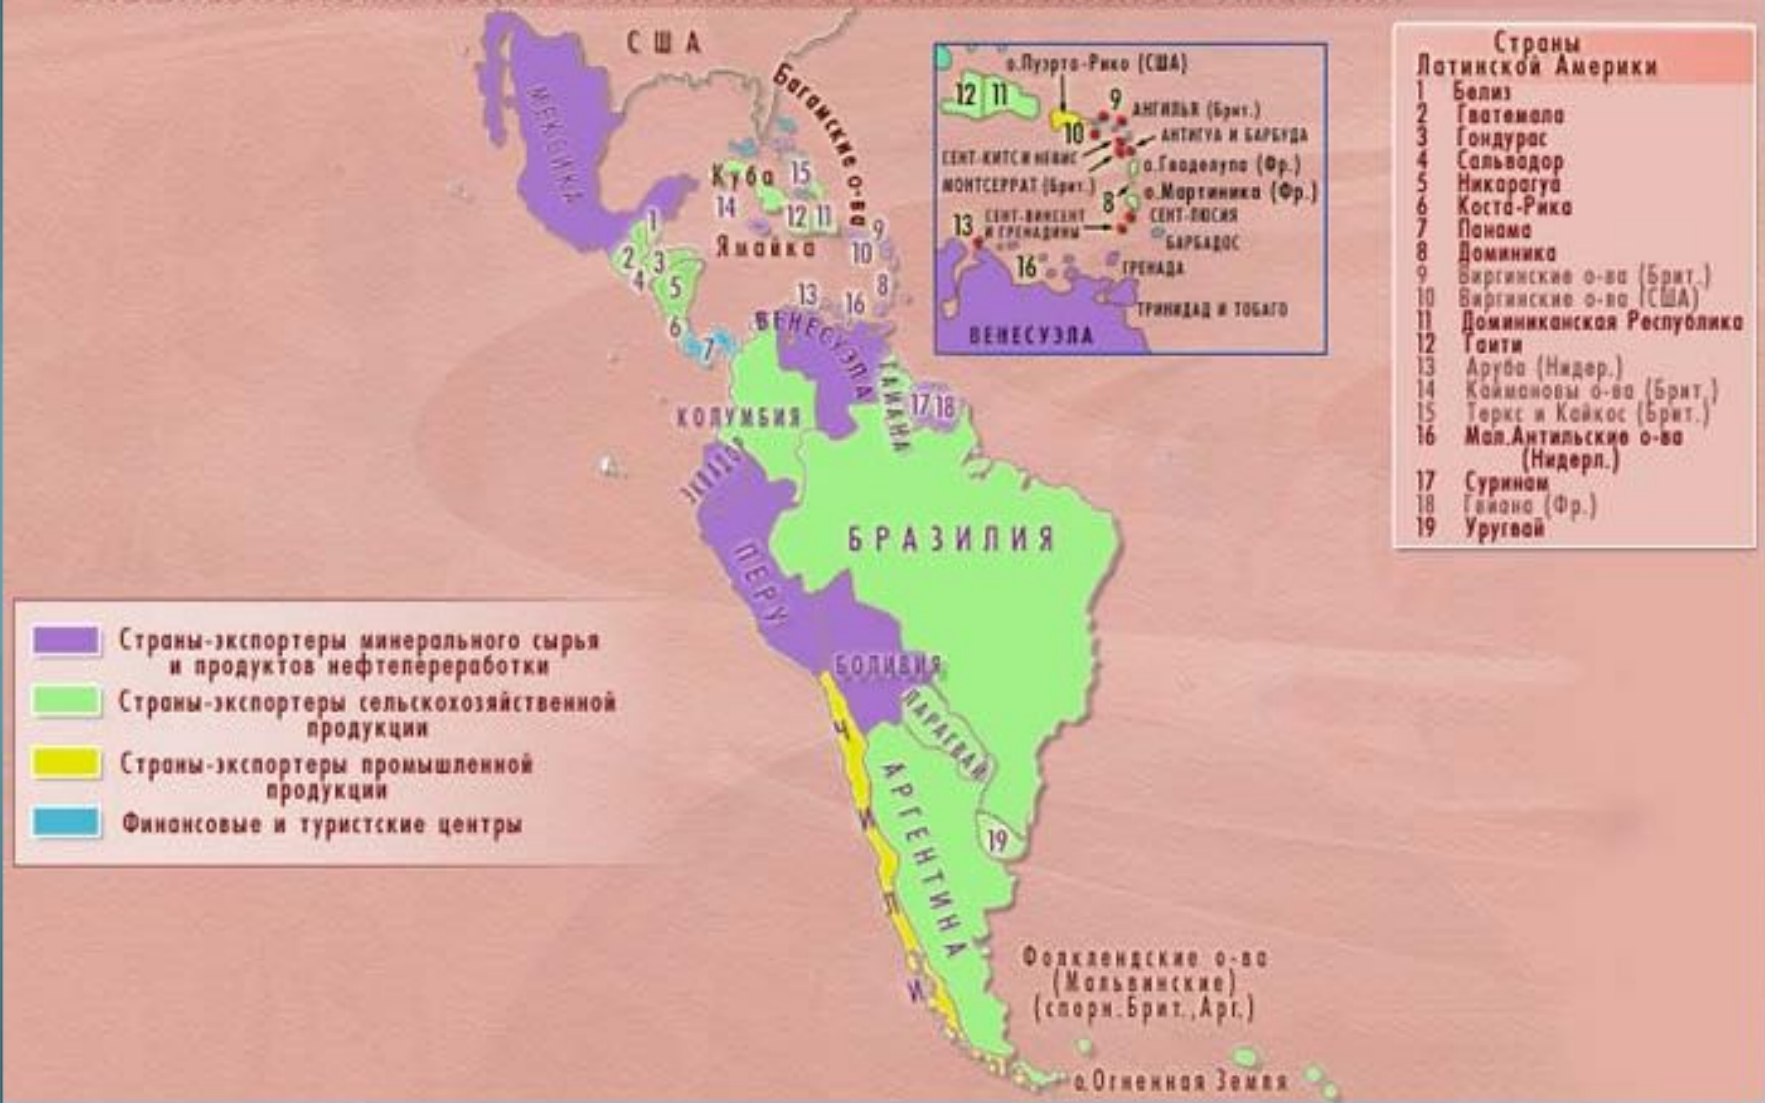 США
МЕКСИКА
Багамские о-ва
Куба
15
14
12
11
Ямайка
1
2
3
4
5
6
7
9
10
8
13
16
ВЕНЕСУЭЛА
ГАИАНА
17
18
КОЛУМБИЯ
ЭКВАДОР
ПЕРУ
БРАЗИЛИЯ
БОЛИВИЯ
ПАРАГВАЙ
ЧИЛИ
АРГЕНТИНА
19
Фолклендские о-ва
(Мальвинские)
(спорн.Брит.,Арг.)
о.Огненная Земля
о.Пуэрто-Рико (США)
12
11
9
АНГИЛЬЯ (Брит.)
10
АНТИГУА И БАРБУДА
СЕНТ-КИТС И НЕВИС
о.Гваделупа (Фр.)
МОНТСЕРРАТ (Брит.)
о.Мартиника (Фр.)
8
13
СЕНТ-ВИНСЕНТ
И ГРЕНАДИНЫ
СЕНТ-ЛЮСИЯ
БАРБАДОС
16
ГРЕНАДА
ТРИНИДАД И ТОБАГО
ВЕНЕСУЭЛА
Страны
Латинской Америки
1 Белиз
2 Гватемала
3 Гондурас
4 Сальвадор
5 Никарагуа
6 Коста-Рика
7 Панама
8 Доминика
9 Виргинские о-ва (Брит.)
10 Виргинские о-ва (США)
11 Доминиканская Республика
12 Гаити
13 Аруба (Нидер.)
14 Каймановы о-ва (Брит.)
15 Теркс и Кайкос (Брит.)
16 Мал.Антильские о-ва
(Нидерл.)
17 Суринам
18 Гвиана (Фр.)
19 Уругвай
Страны-экспортеры минерального сырья
и продуктов нефтепереработки
Страны-экспортеры сельскохозяйственной
продукции
Страны-экспортеры промышленной
продукции
Финансовые и туристские центры